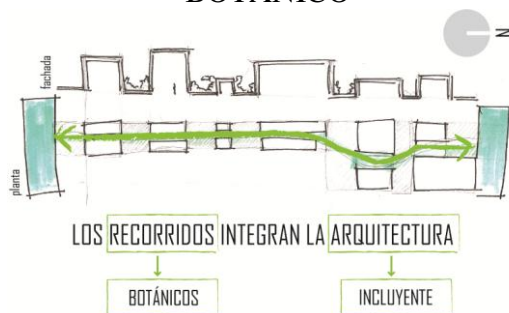 BOTÁNICO
N
fachada
planta
LOS RECORRIDOS INTEGRAN LA ARQUITECTURA
BOTÁNICOS INCLUYENTE